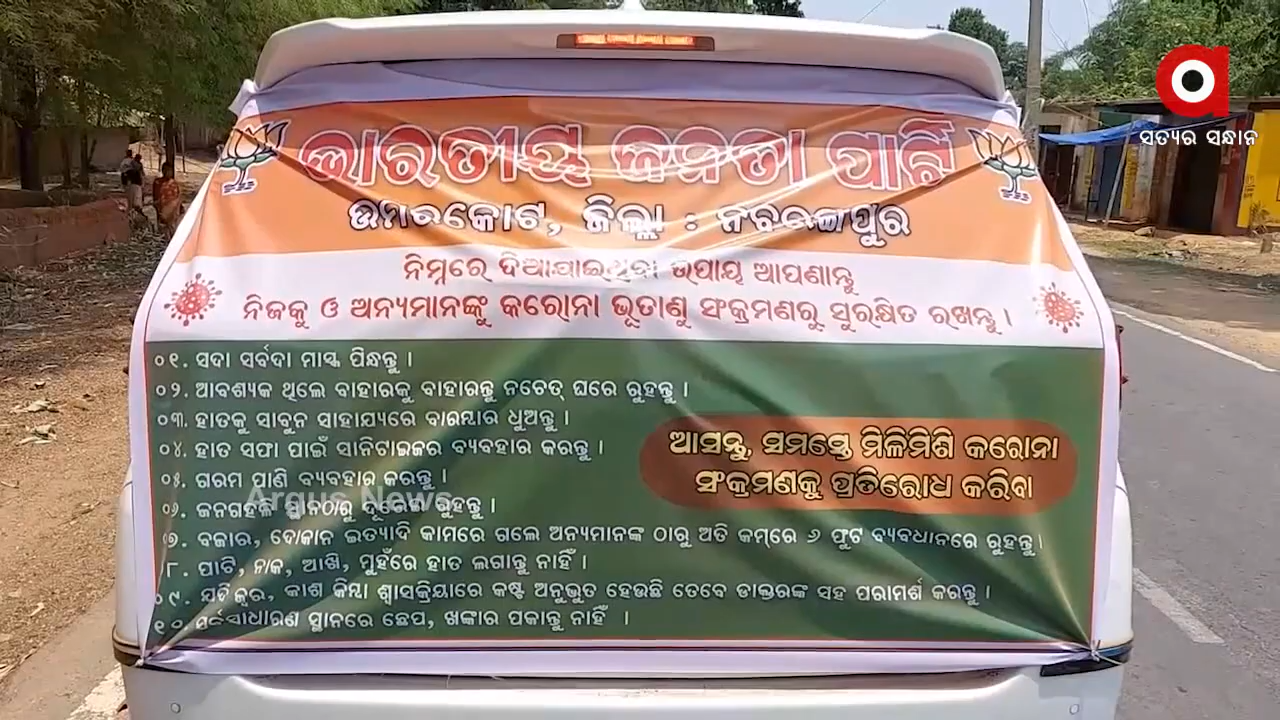 ସତ୍ୟର ସନ୍ଧାନ
ଭାରତୀୟ ଜନତା ପାର୍ଟି
ଉମରକୋଟ, ଜିଲ୍ଲା : ନବରଙ୍ଗପୁର
ନିମ୍ନରେ ଦିଆଯାଇଥିବା ଉପାୟ ଆପଣାନ୍ତୁ
ନିଜକୁ ଓ ଅନ୍ୟମାନଙ୍କୁ କରୋନା ଭୂତାଣୁ ସଂକ୍ରମଣରୁ ସୁରକ୍ଷିତ ରଖନ୍ତୁ ।
୦୧. ସଦା ସର୍ବଦା ମାସ୍କ ପିନ୍ଧନ୍ତୁ ।
୦୨. ଆବଶ୍ୟକ ଥିଲେ ବାହାରକୁ ବାହାରନ୍ତୁ ନଚେତ୍ ଘରେ ରୁହନ୍ତୁ ।
୦୩. ହାତକୁ ସାବୁନ ସାହାଯ୍ୟରେ ବାରମ୍ବାର ଧୁଅନ୍ତୁ ।
୦୪. ହାତ ସଫା ପାଇଁ ସାନିଟାଇଜର ବ୍ୟବହାର କରନ୍ତୁ ।
୦୫. ଗରମ ପାଣି ବ୍ୟବହାର କରନ୍ତୁ ।
୦୬. ଜନଗହଳି ସ୍ଥାନଠାରୁ ଦୂରେଇ ରୁହନ୍ତୁ ।
୦୭. ବଜାର, ଦୋକାନ ଇତ୍ୟାଦି କାମରେ ଗଲେ ଅନ୍ୟମାନଙ୍କ ଠାରୁ ଅତି କମ୍‌ରେ ୬ ଫୁଟ ବ୍ୟବଧାନରେ ରୁହନ୍ତୁ ।
୦୮. ପାଟି, ନାକ, ଆଖି, ମୁହଁରେ ହାତ ଲଗାନ୍ତୁ ନାହିଁ ।
୦୯. ଯଦି ଜ୍ଵର, କାଶ କିମ୍ବା ଶ୍ୱାସକ୍ରିୟାରେ କଷ୍ଟ ଅନୁଭୂତ ହେଉଛି ତେବେ ଡାକ୍ତରଙ୍କ ସହ ପରାମର୍ଶ କରନ୍ତୁ ।
୧୦. ସର୍ବସାଧାରଣ ସ୍ଥାନରେ ଛେପ, ଖଙ୍କାର ପକାନ୍ତୁ ନାହିଁ ।
ଆସନ୍ତୁ, ସମସ୍ତେ ମିଳିମିଶି କରୋନା
ସଂକ୍ରମଣକୁ ପ୍ରତିରୋଧ କରିବା
Argus News